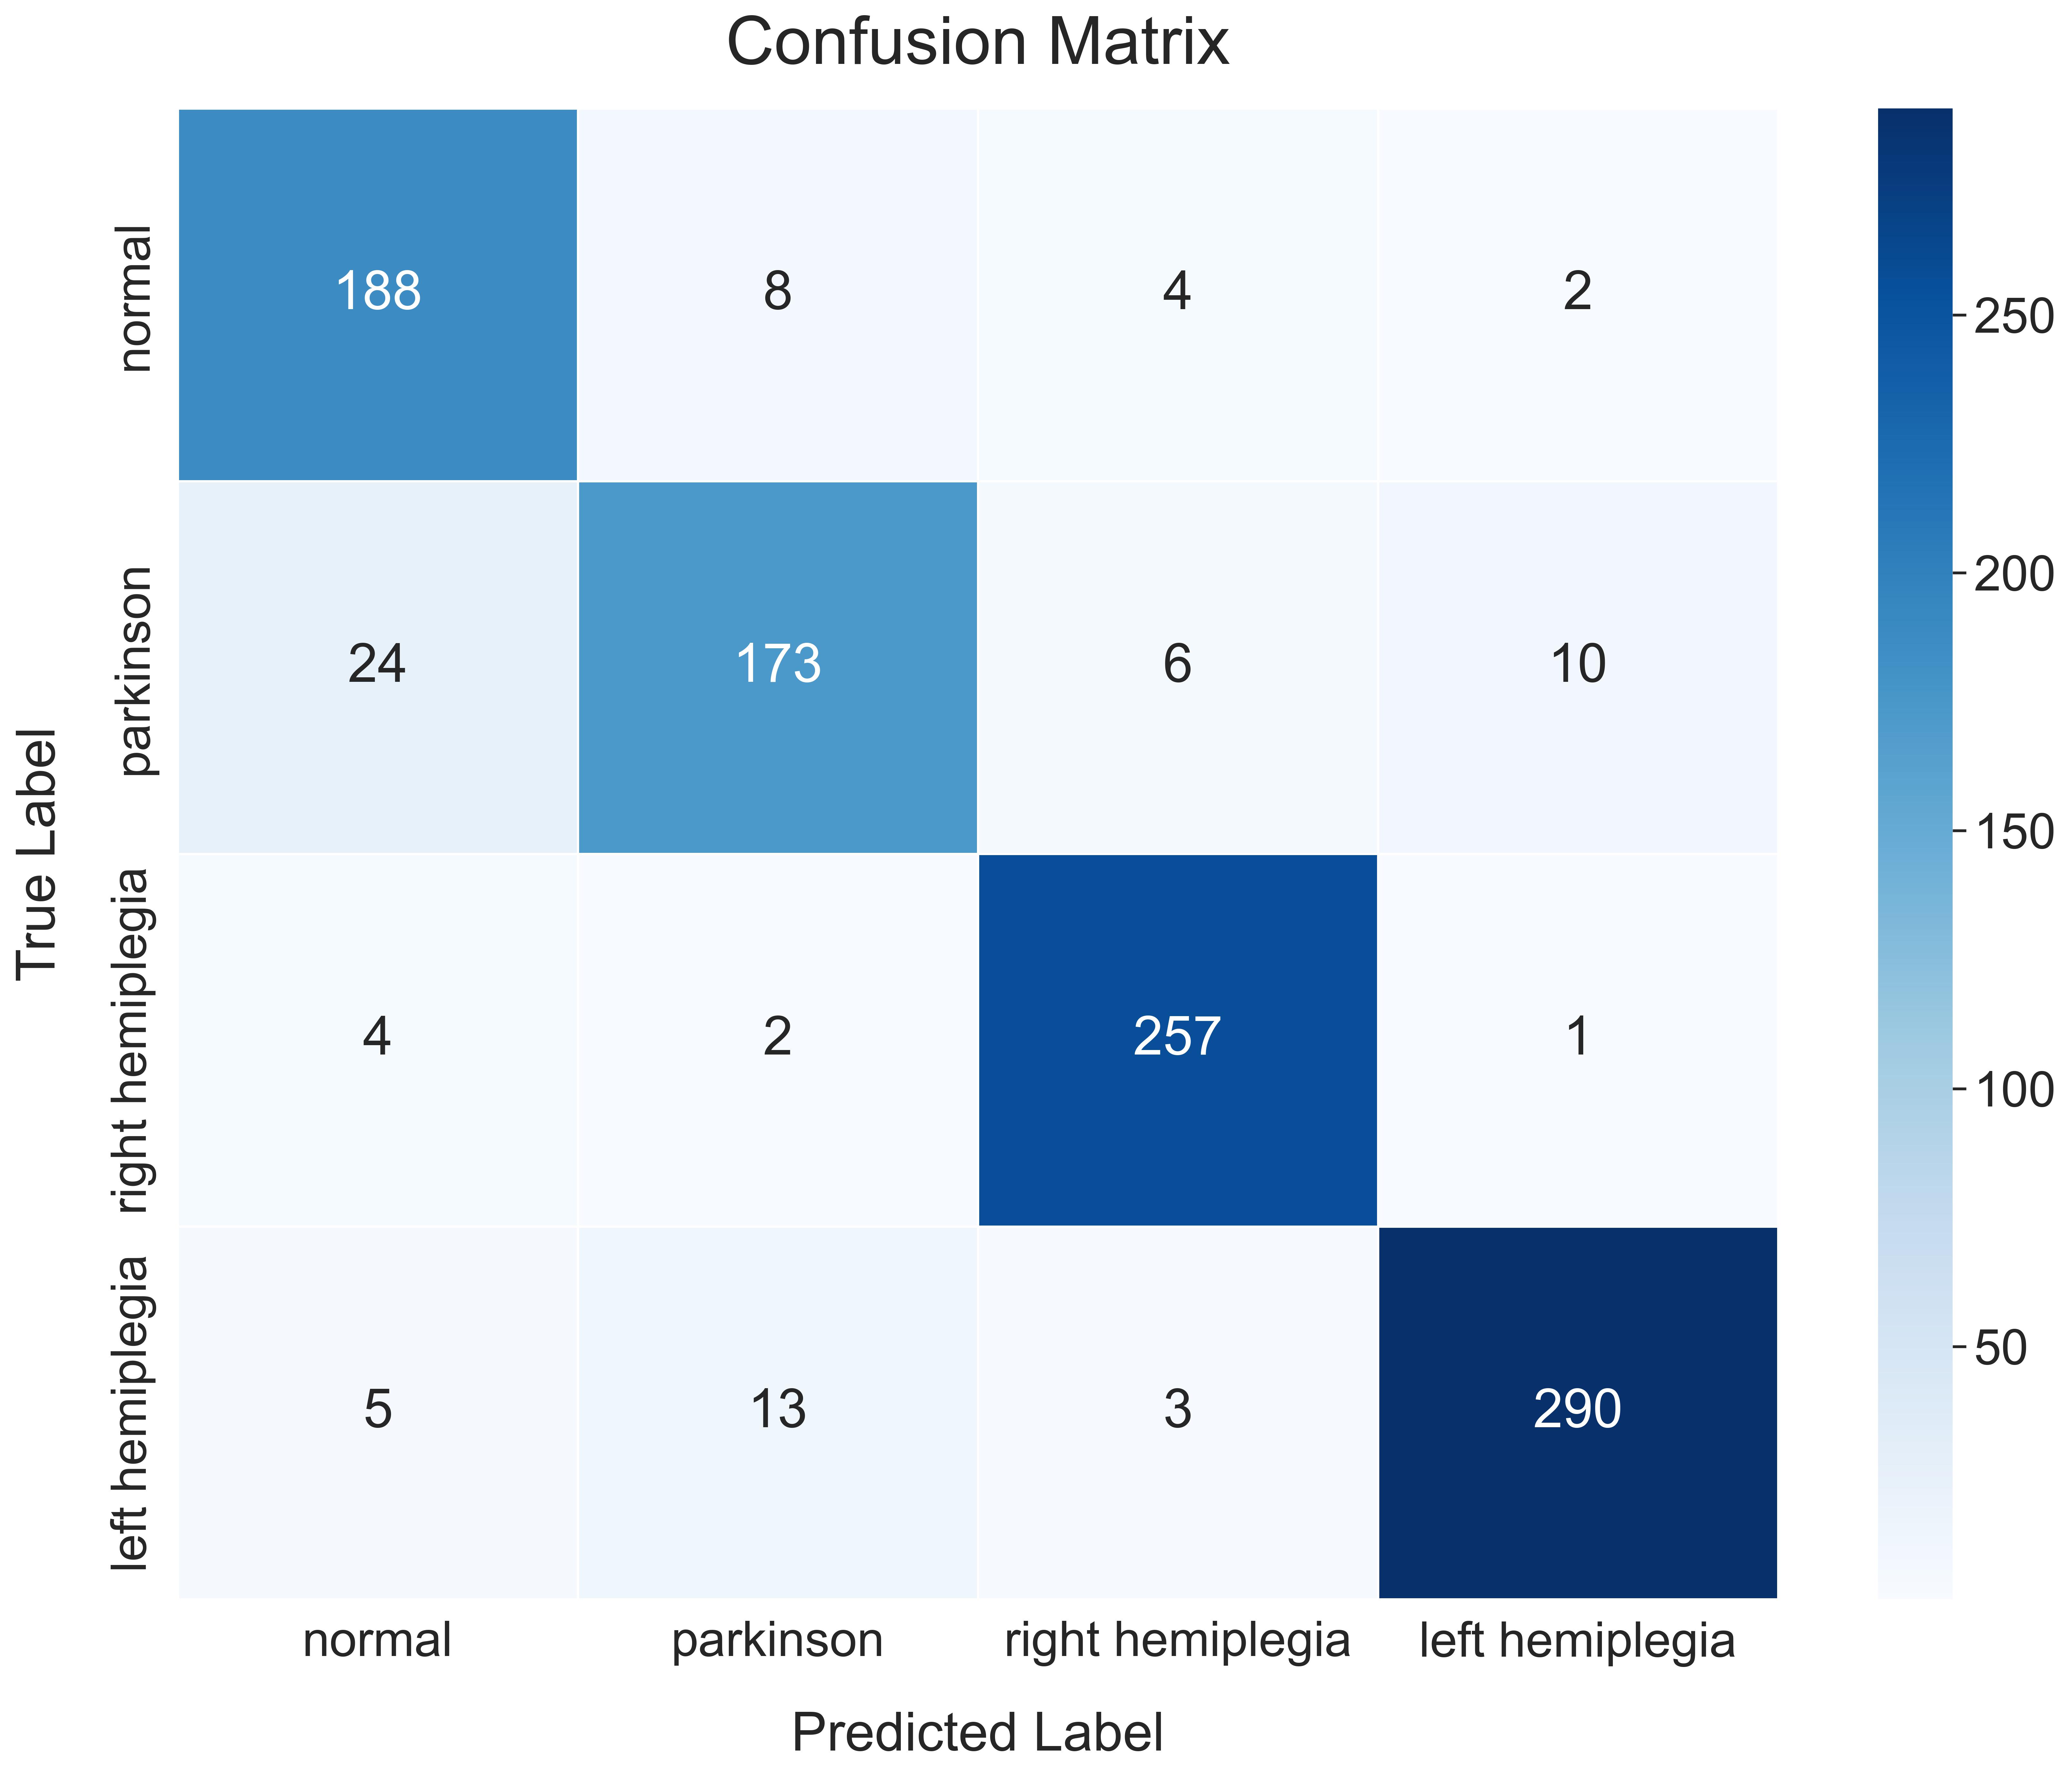 Confusion Matrix
True Label
normal
188 8 4 2
parkinson
24 173 6 10
right hemiplegia
4 2 257 1
left hemiplegia
5 13 3 290
normal parkinson right hemiplegia left hemiplegia
Predicted Label
250
200
150
100
50